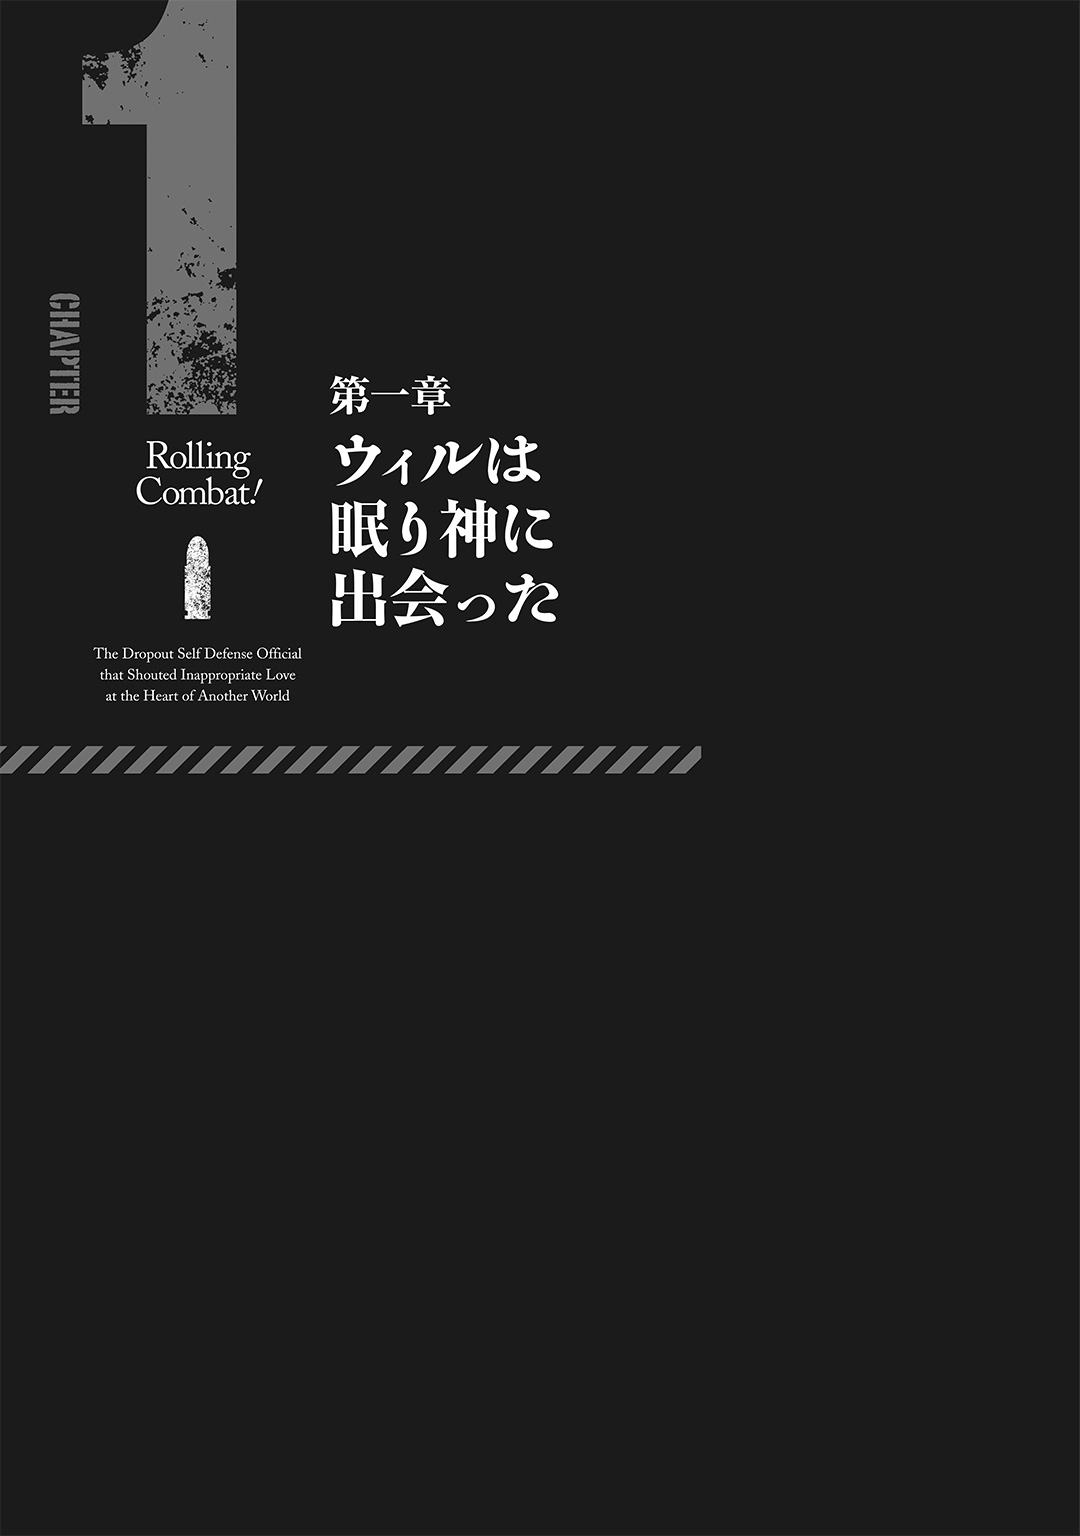 1
CHAPTER
Rolling
Combat!
The Dropout Self Defense Official
that Shouted Inappropriate Love
at the Heart of Another World
第一章
ウィルは
眠り神に
出会った